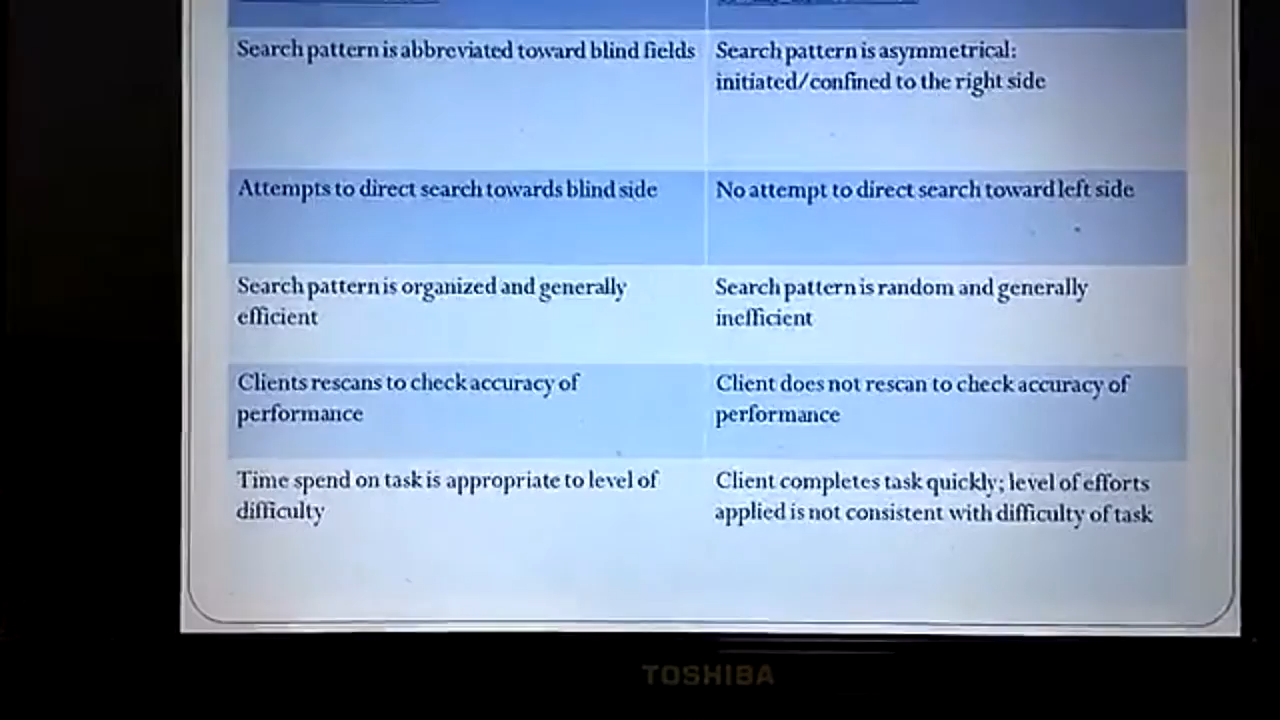 Search pattern is abbreviated toward blind fields
Search pattern is asymmetrical:
initiated/confined to the right side
Attempts to direct search towards blind side
No attempt to direct search toward left side
Search pattern is organized and generally
efficient
Search pattern is random and generally
inefficient
Clients rescans to check accuracy of
performance
Client does not rescan to check accuracy of
performance
Time spend on task is appropriate to level of
difficulty
Client completes task quickly; level of efforts
applied is not consistent with difficulty of task
TOSHIBA